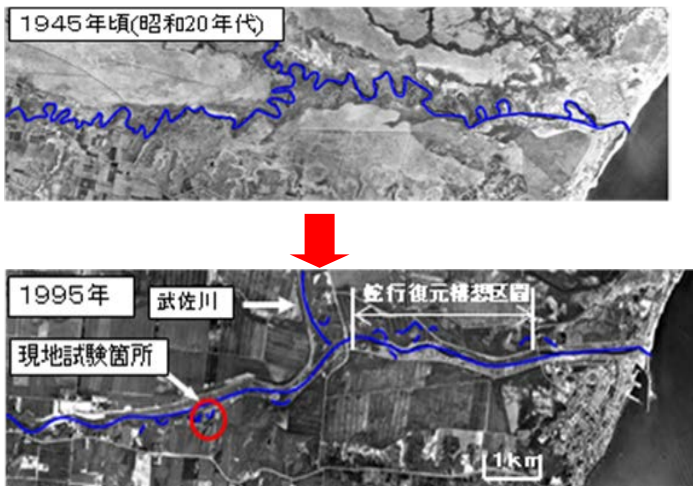 1945年頃(昭和20年代)
1995年
武佐川
蛇行復元構想区間
現地試験箇所
1km